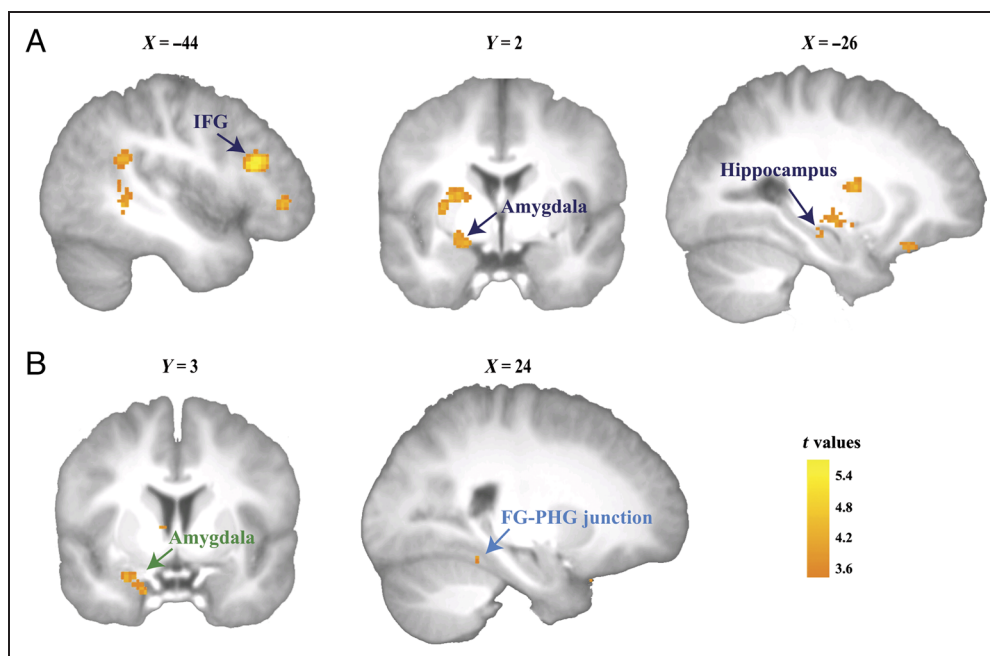 A
X = –44
Y = 2
X = –26
IFG
Amygdala
Hippocampus
B
Y = 3
X = 24
Amygdala
FG-PHG junction
t values
5.4
4.8
4.2
3.6